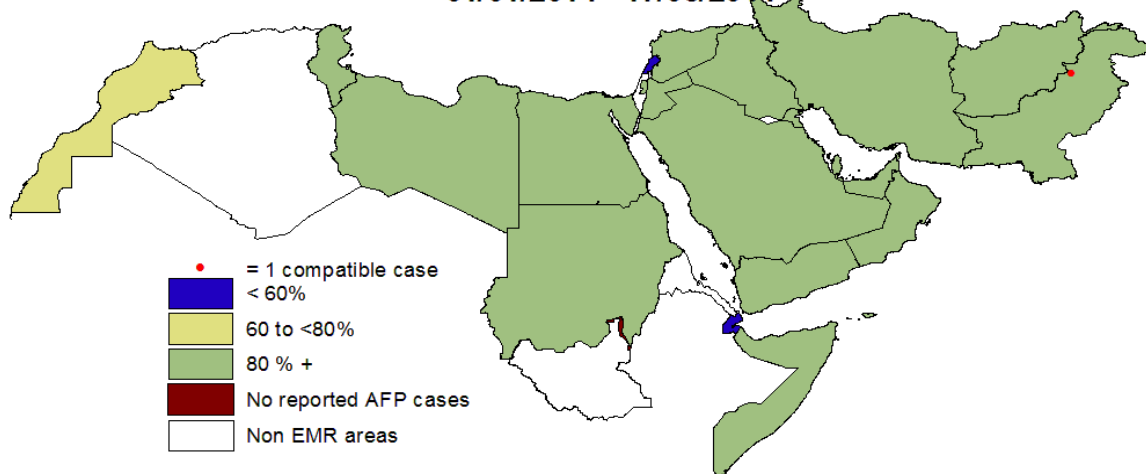 = 1 compatible case
< 60%
60 to <80%
80 % +
No reported AFP cases
Non EMR areas